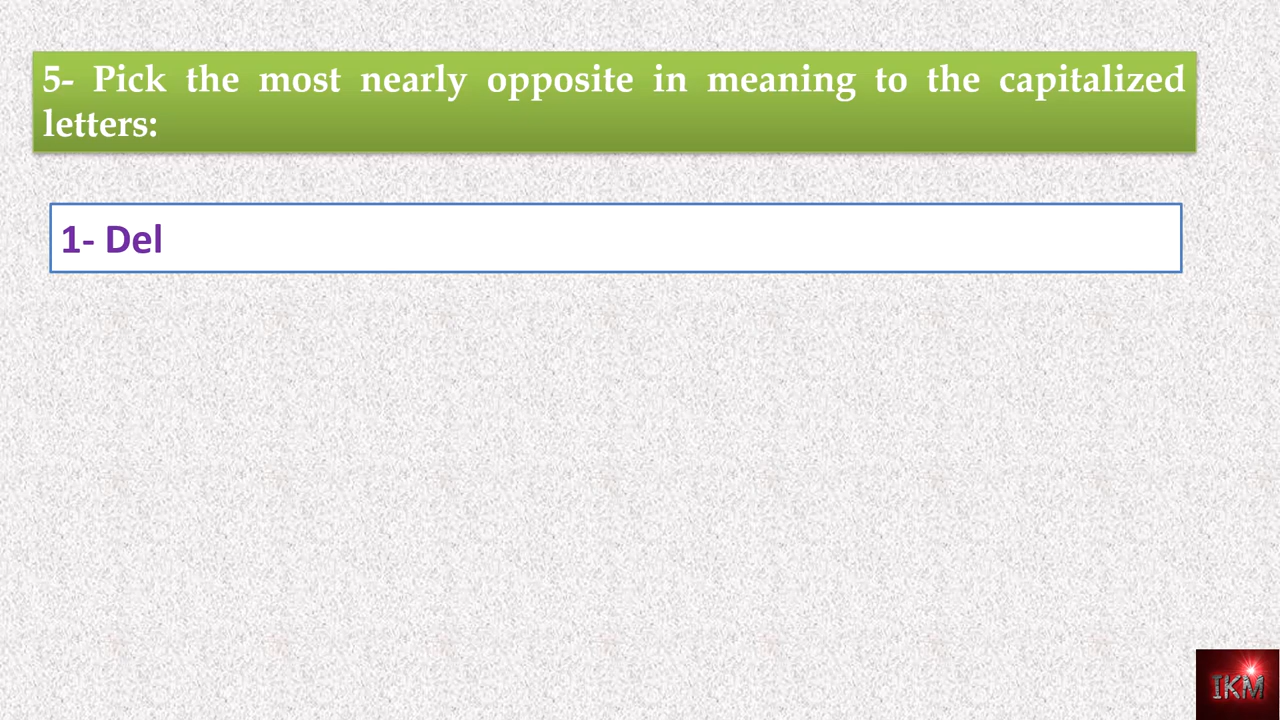 5- Pick the most nearly opposite in meaning to the capitalized
letters:
1- Del
IKM